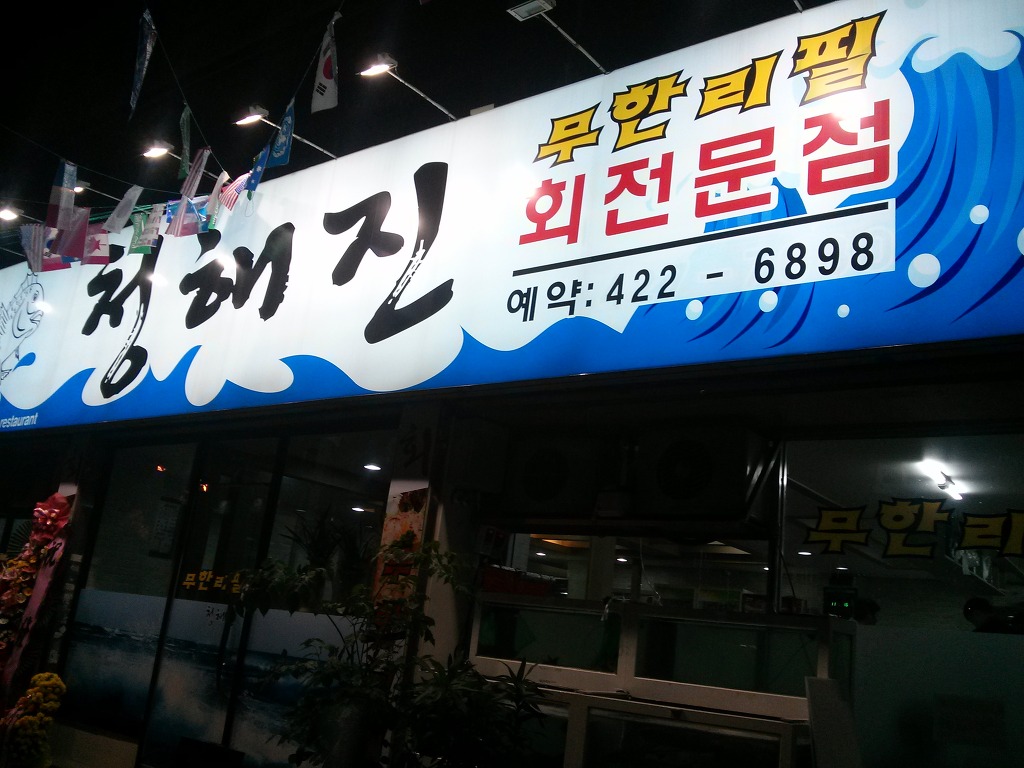 청해진
무한리필
회전문점
예약: 422 - 6898
restaurant
무한리
무한리